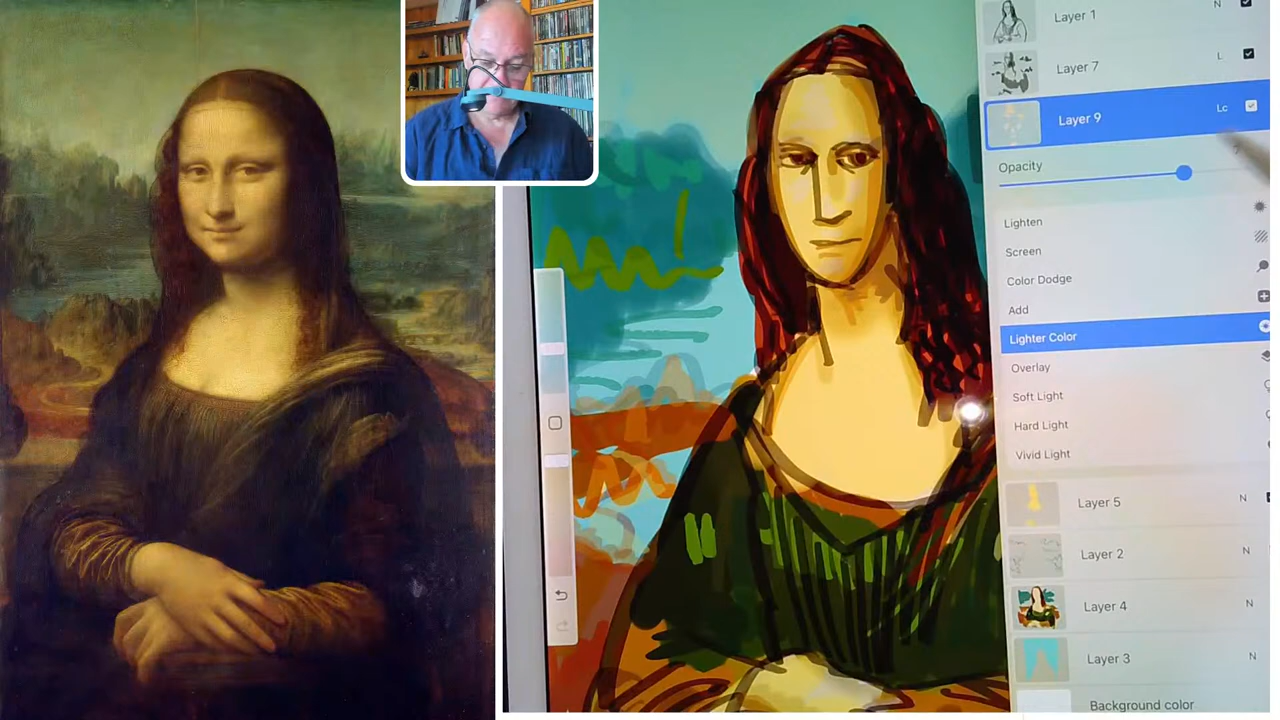 Layer 1 N
Layer 7 L
Layer 9 Lc
Opacity
Lighten
Screen
Color Dodge
Add
Lighter Color
Overlay
Soft Light
Hard Light
Vivid Light
Layer 5 N
Layer 2 N
Layer 4 N
Layer 3 N
Background color